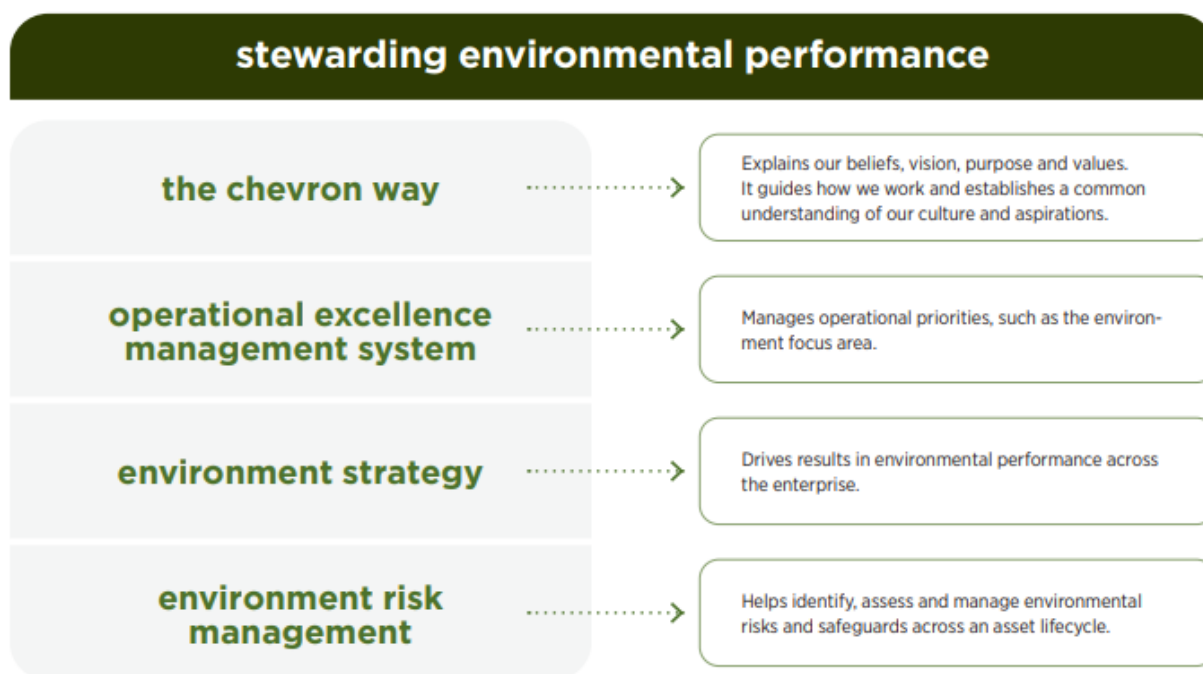 stewarding environmental performance
the chevron way
Explains our beliefs, vision, purpose and values.
It guides how we work and establishes a common
understanding of our culture and aspirations.
operational excellence
management system
Manages operational priorities, such as the environ-
ment focus area.
environment strategy
Drives results in environmental performance across
the enterprise.
environment risk
management
Helps identify, assess and manage environmental
risks and safeguards across an asset lifecycle.